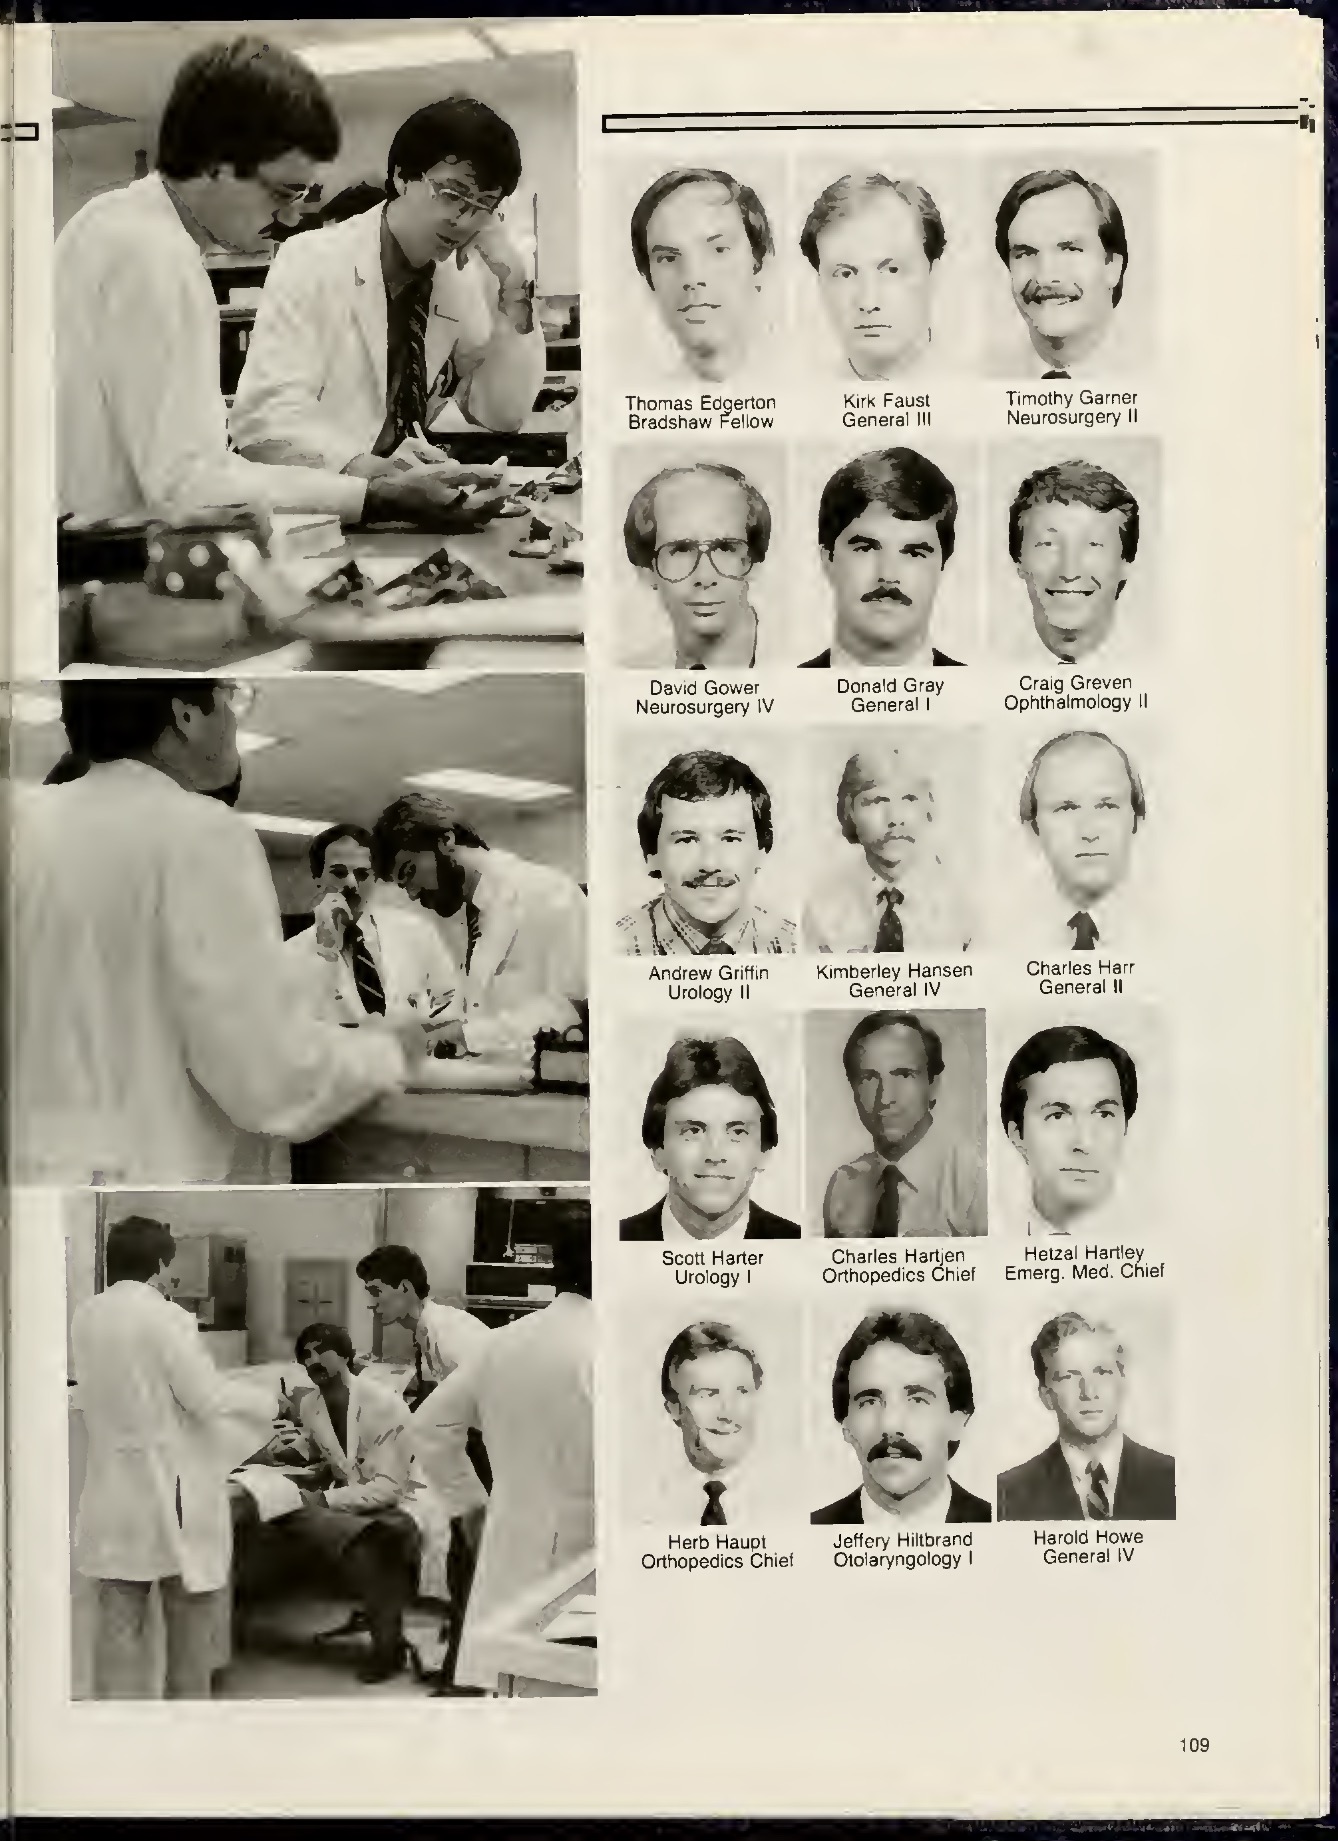 Thomas Edgerton
Bradshaw Fellow
Kirk Faust
General III
Timothy Garner
Neurosurgery II
David Gower
Neurosurgery IV
Donald Gray
General I
Craig Greven
Ophthalmology II
Andrew Griffin
Urology II
Kimberley Hansen
General IV
Charles Harr
General II
Scott Harter
Urology I
Charles Hartjen
Orthopedics Chief
Hetzal Hartley
Emerg. Med. Chief
Herb Haupt
Orthopedics Chief
Jeffery Hiltbrand
Otolaryngology I
Harold Howe
General IV
109